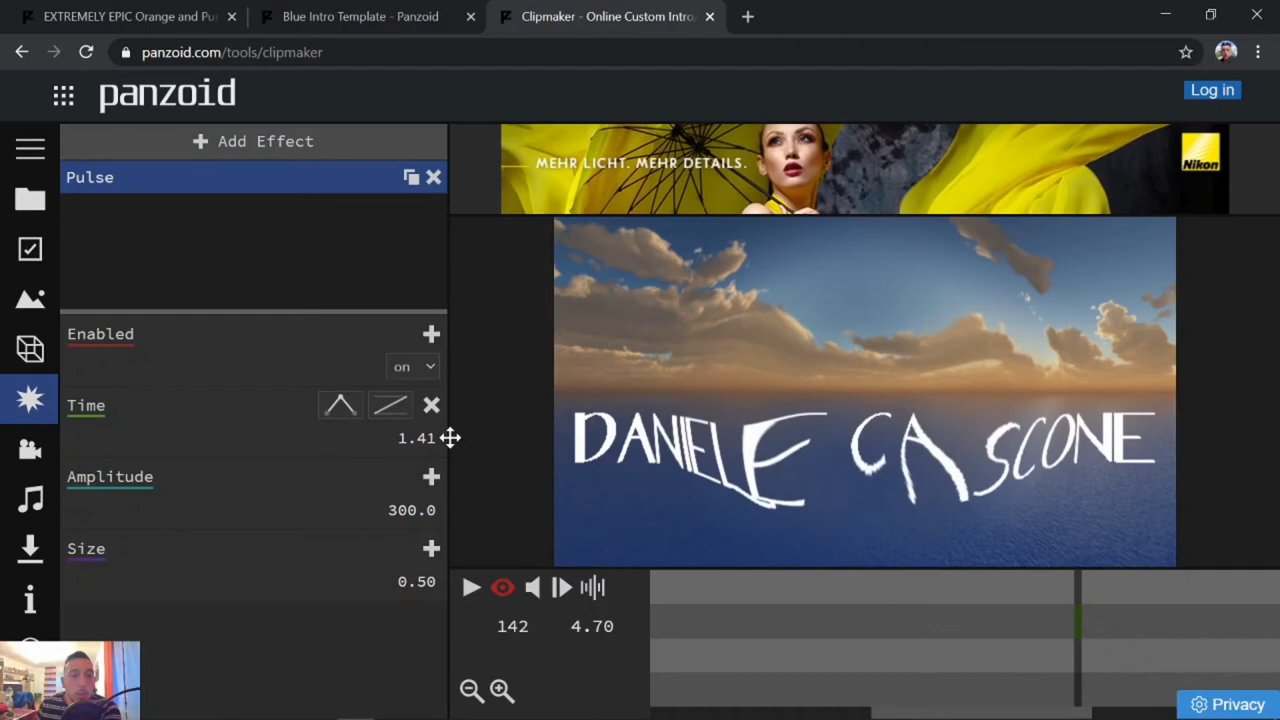 EXTREMELY EPIC Orange and Pu
Blue Intro Template - Panzoid
Clipmaker - Online Custom Intro
panzoid.com/tools/clipmaker
panzoid
Log in
Add Effect
MEHR LICHT. MEHR DETAILS.
Nikon
Pulse
Enabled
on
Time
1.41
Amplitude
300.0
Size
0.50
DANIELE CASCONE
142 4.70
Privacy